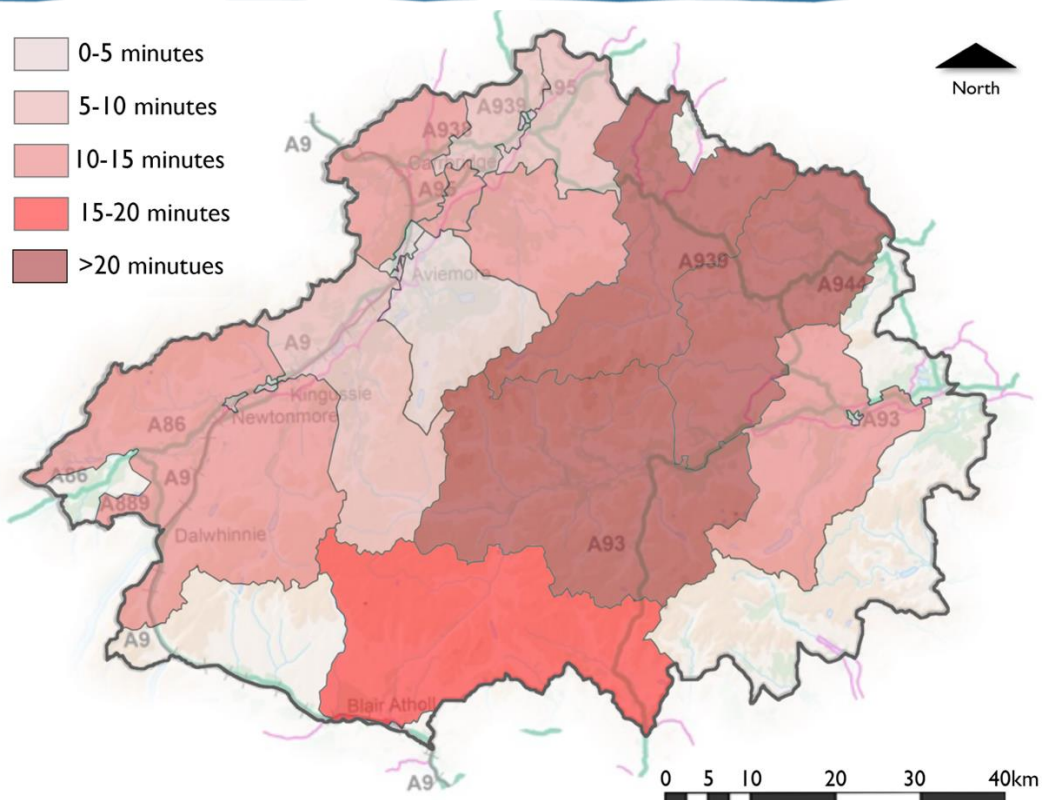 0-5 minutes
5-10 minutes
10-15 minutes
15-20 minutes
>20 minutues
North
A9
A95
A939
A938
Carrbridge
A95
Aviemore
A939
A944
A9
Kingussie
Newtonmore
A86
A93
A86
A9
A889
Dalwhinnie
A93
A9
Blair Atholl
A9
0 5 10 20 30 40km